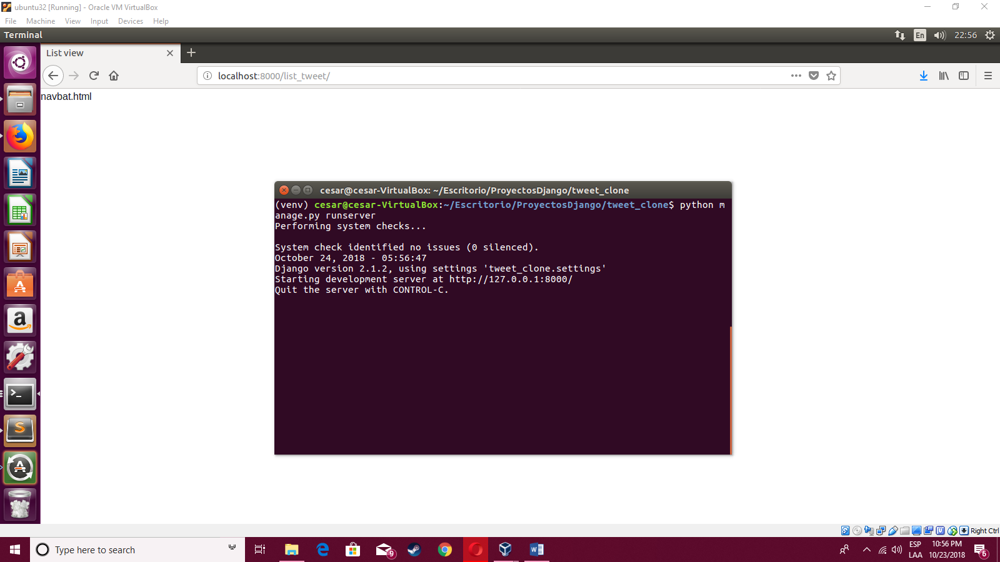 ubuntu32 [Running] - Oracle VM VirtualBox
File Machine View Input Devices Help
Terminal
En
22:56
List view
localhost:8000/list_tweet/
navbat.html
cesar@cesar-VirtualBox: ~/Escritorio/ProyectosDjango/tweet_clone
(venv) cesar@cesar-VirtualBox:~/Escritorio/ProyectosDjango/tweet_clone$ python m
anage.py runserver
Performing system checks...
System check identified no issues (0 silenced).
October 24, 2018 - 05:56:47
Django version 2.1.2, using settings 'tweet_clone.settings'
Starting development server at http://127.0.0.1:8000/
Quit the server with CONTROL-C.
Right Ctrl
Type here to search
9
ESP
LAA
10:56 PM
10/23/2018
6